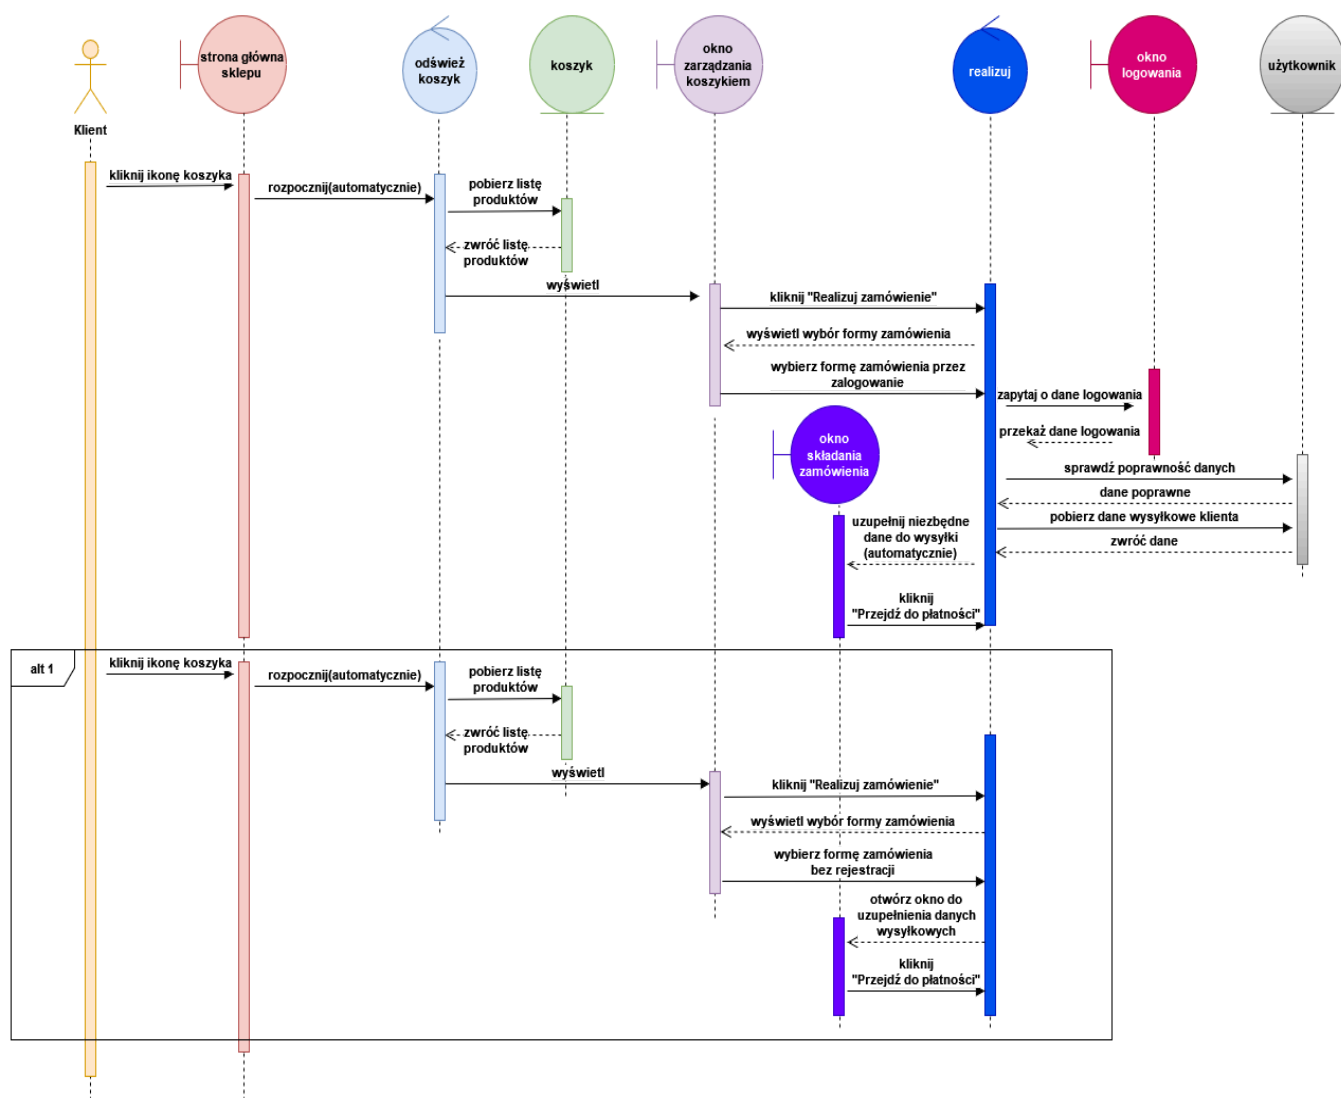 strona główna
sklepu
odśwież
koszyk
koszyk
okno
zarządzania
koszykiem
realizuj
okno
logowania
użytkownik
Klient
kliknij ikonę koszyka
rozpocznij(automatycznie)
pobierz listę
produktów
zwróć listę
produktów
wyświetl
kliknij "Realizuj zamówienie"
wyświetl wybór formy zamówienia
wybierz formę zamówienia przez
zalogowanie
zapytaj o dane logowania
przekaż dane logowania
okno
składania
zamówienia
sprawdź poprawność danych
dane poprawne
pobierz dane wysyłkowe klienta
zwróć dane
uzupełnij niezbędne
dane do wysyłki
(automatycznie)
kliknij
"Przejdź do płatności"
alt 1
kliknij ikonę koszyka
rozpocznij(automatycznie)
pobierz listę
produktów
zwróć listę
produktów
wyświetl
kliknij "Realizuj zamówienie"
wyświetl wybór formy zamówienia
wybierz formę zamówienia
bez rejestracji
otwórz okno do
uzupełnienia danych
wysyłkowych
kliknij
"Przejdź do płatności"